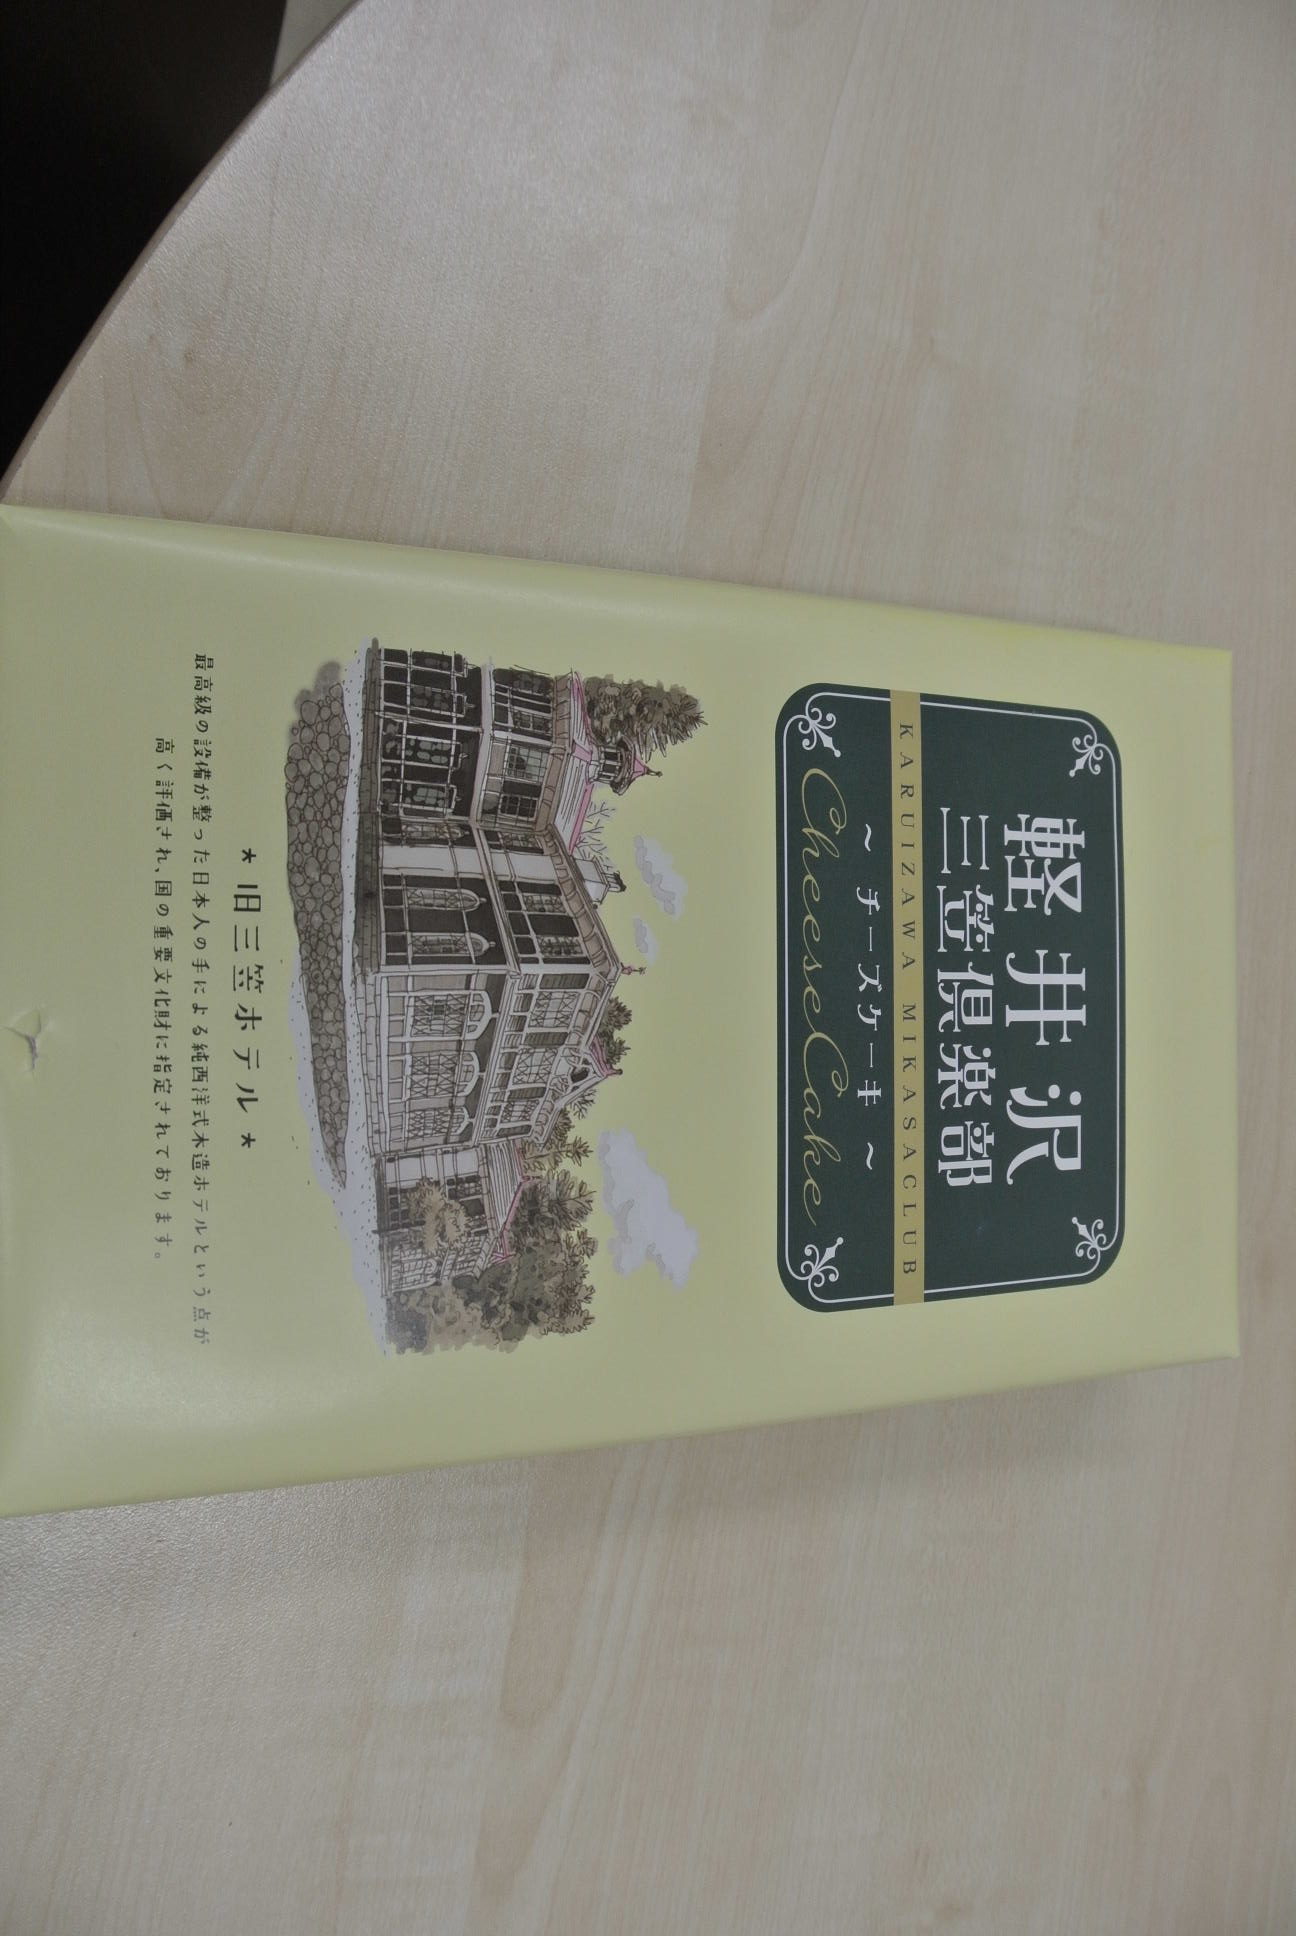 軽井沢
三笠倶楽部
KARUIZAWA MIKASACLUB
～チーズケーキ～
CheeseCake
＊旧三笠ホテル＊
最高級の設備が整った日本人の手による純西洋式木造ホテルという点が
高く評価され、国の重要文化財に指定されております。